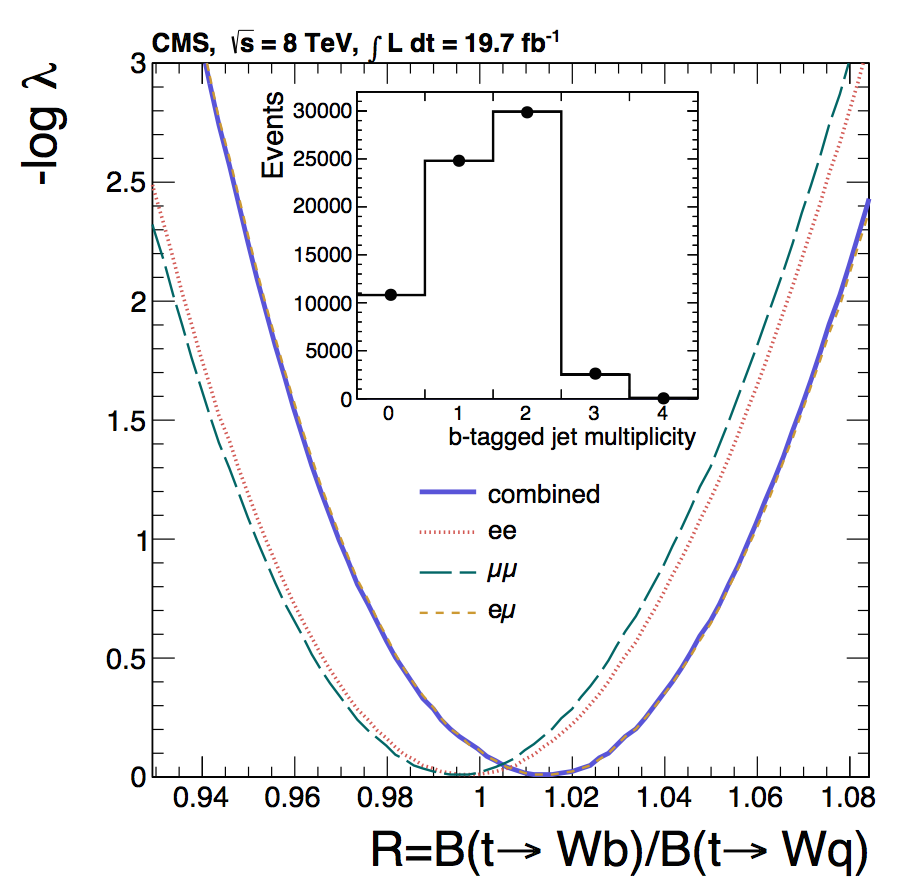 CMS, √s = 8 TeV, ∫ L dt = 19.7 fb⁻¹
-log λ
3
2.5
2
1.5
1
0.5
0
Events
30000
25000
20000
15000
10000
5000
0
0 1 2 3 4
b-tagged jet multiplicity
combined
ee
μμ
eμ
0.94 0.96 0.98 1 1.02 1.04 1.06 1.08
R=B(t→ Wb)/B(t→ Wq)